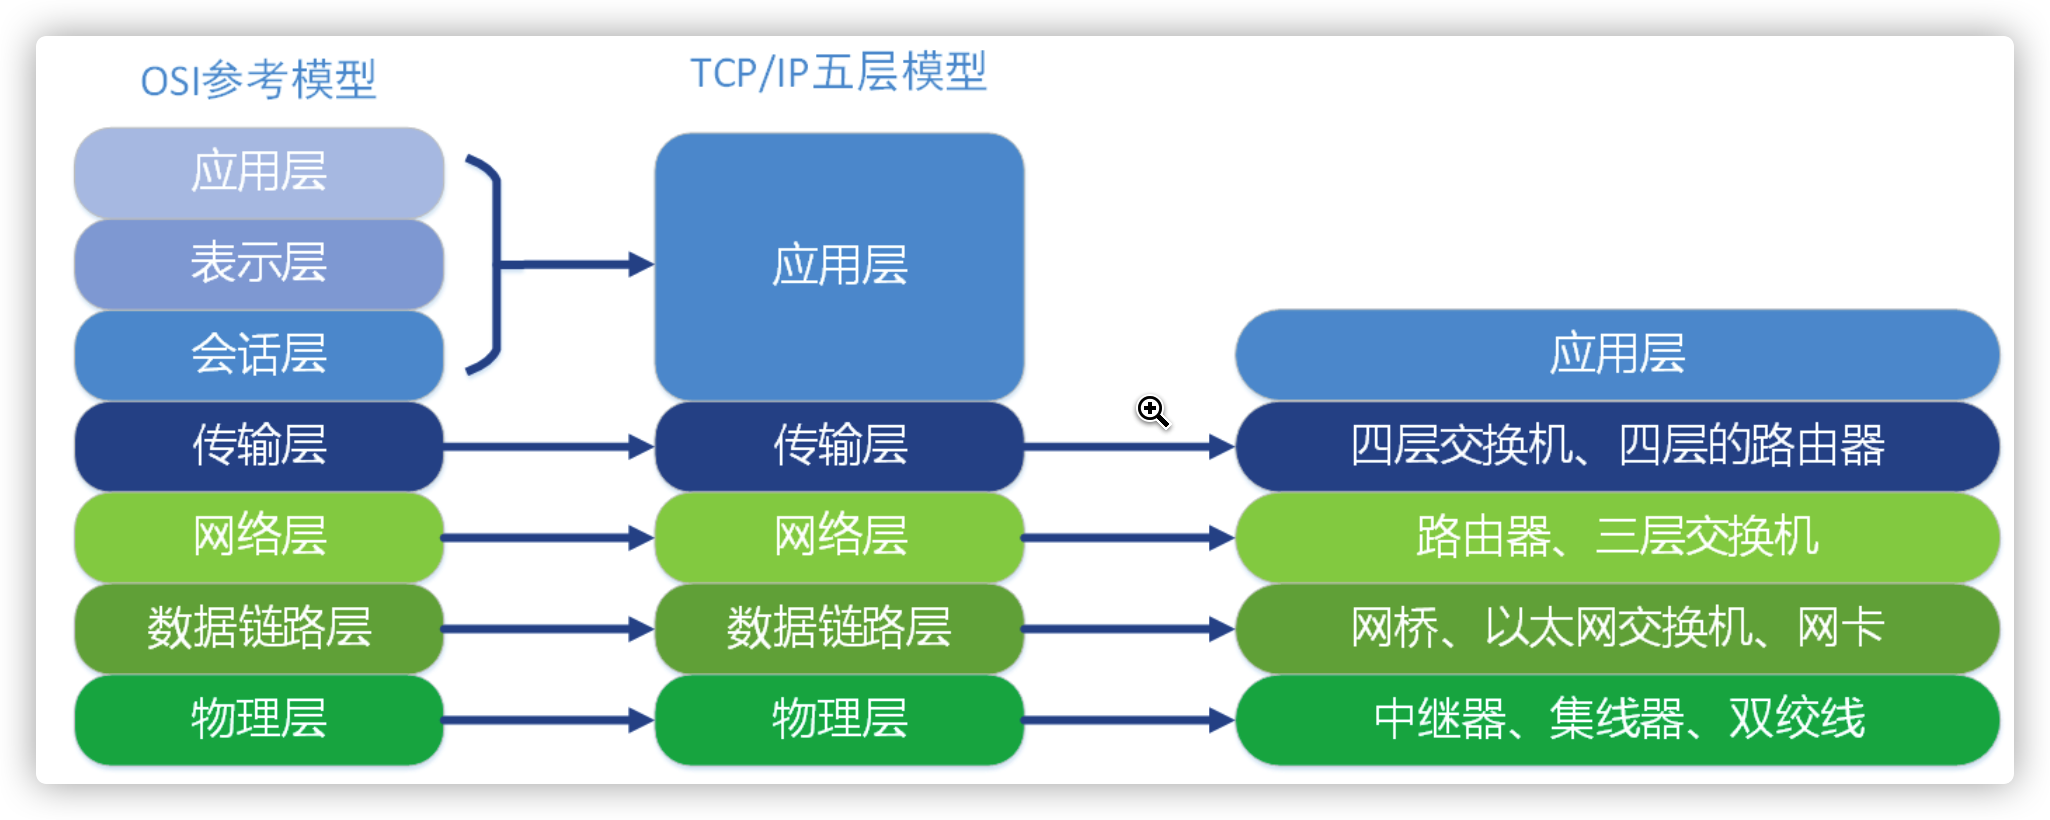 OSI参考模型
TCP/IP五层模型
应用层
表示层
会话层
传输层
网络层
数据链路层
物理层
应用层
传输层
网络层
数据链路层
物理层
应用层
四层交换机、四层的路由器
路由器、三层交换机
网桥、以太网交换机、网卡
中继器、集线器、双绞线